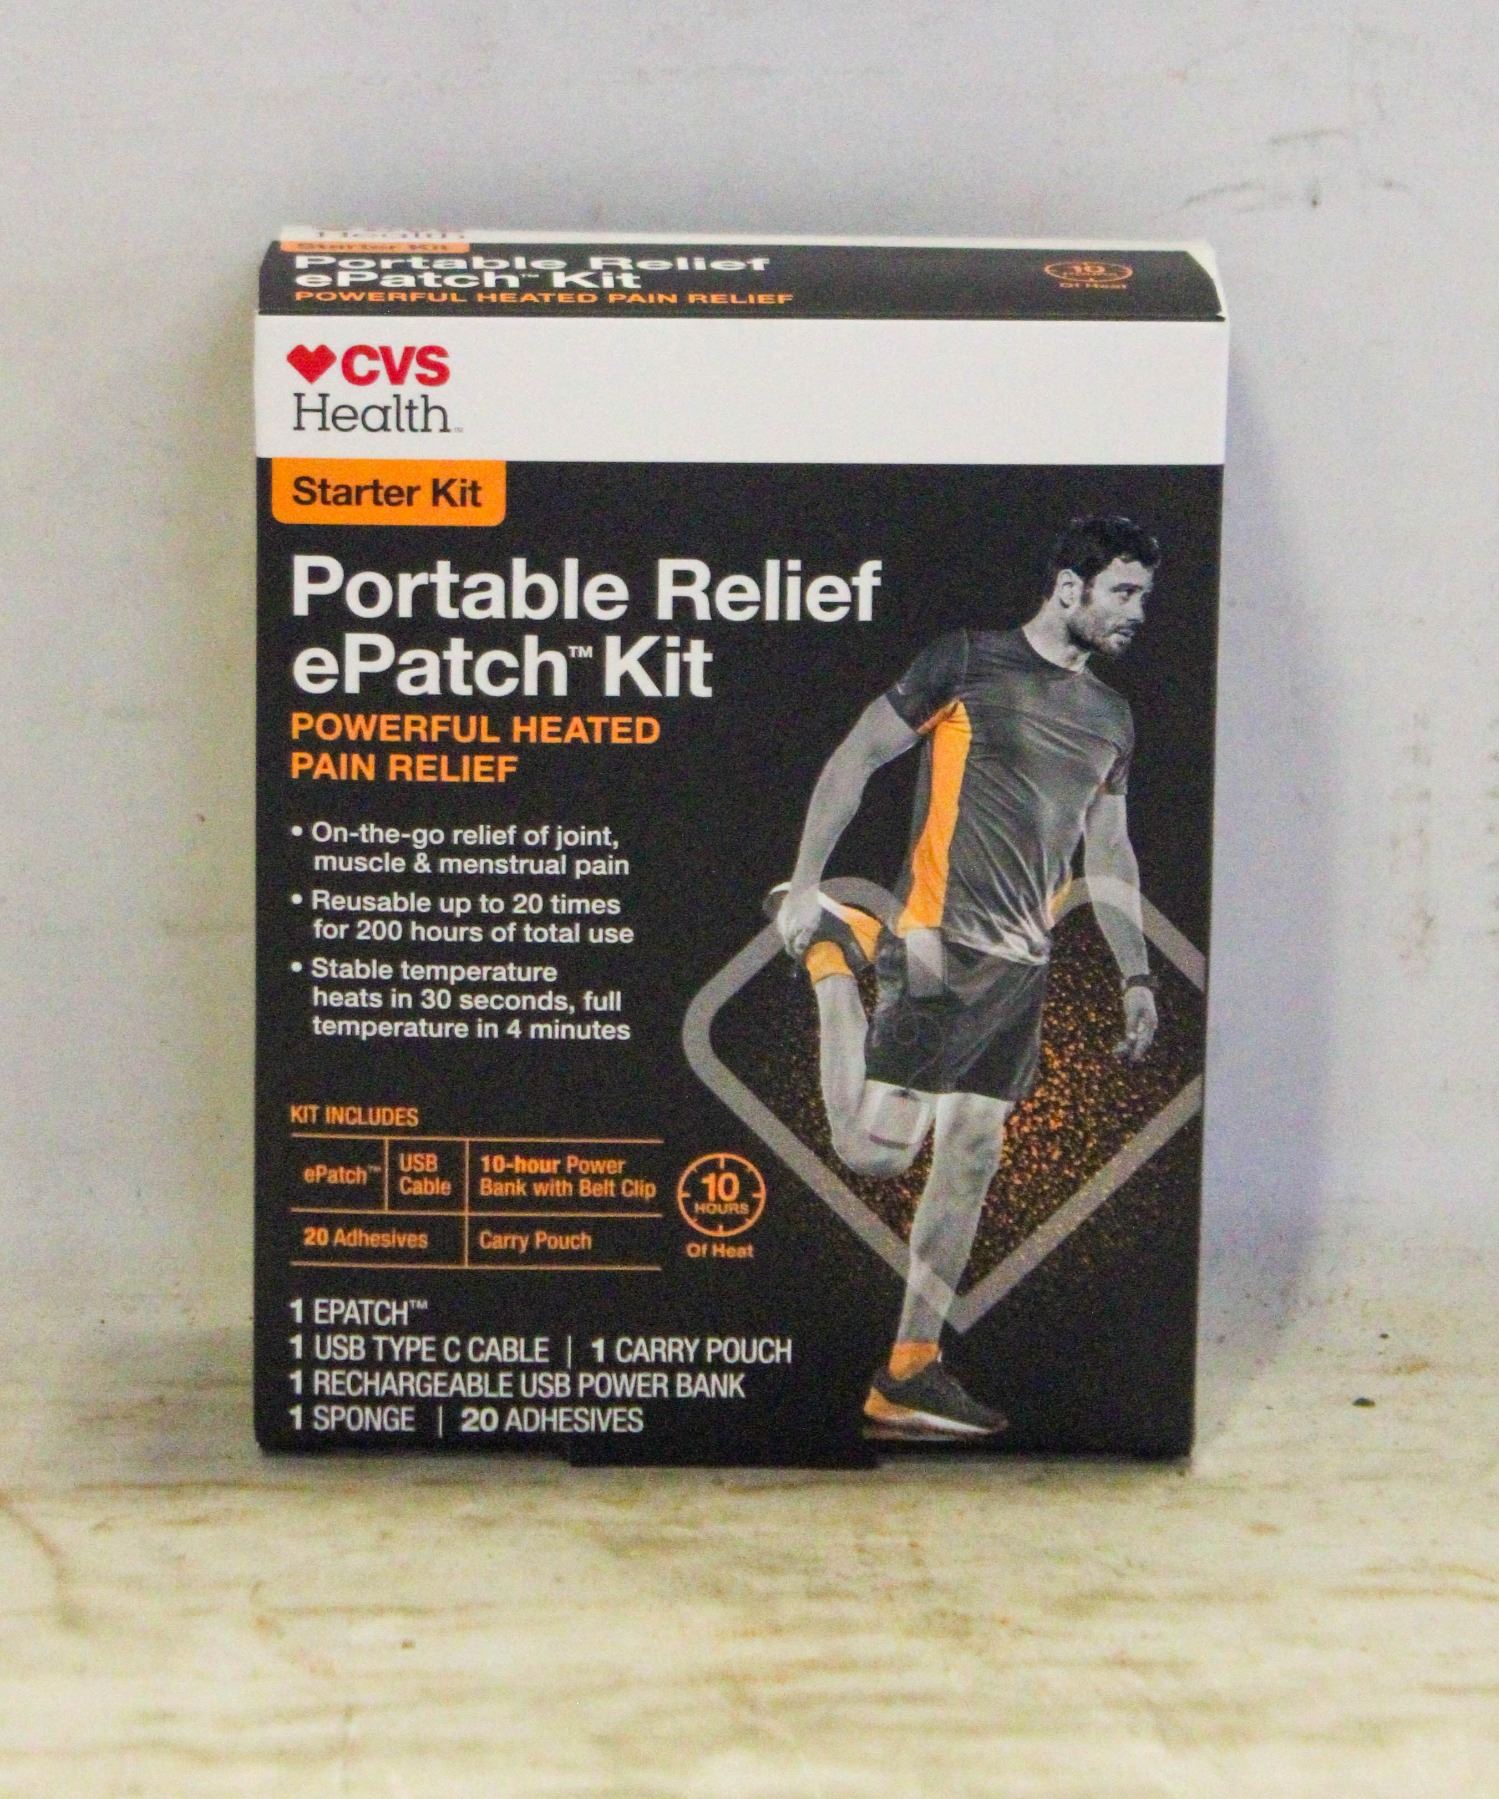 Health
Starter Kit
Portable Relief
ePatch™ Kit
POWERFUL HEATED PAIN RELIEF
10
Of Heat
CVS
Health™
Starter Kit
Portable Relief
ePatch™ Kit
POWERFUL HEATED
PAIN RELIEF
• On-the-go relief of joint,
muscle & menstrual pain
• Reusable up to 20 times
for 200 hours of total use
• Stable temperature
heats in 30 seconds, full
temperature in 4 minutes
KIT INCLUDES
ePatch™
USB
Cable
10-hour Power
Bank with Belt Clip
20 Adhesives
Carry Pouch
10
HOURS
Of Heat
1 EPATCH™
1 USB TYPE C CABLE | 1 CARRY POUCH
1 RECHARGEABLE USB POWER BANK
1 SPONGE | 20 ADHESIVES